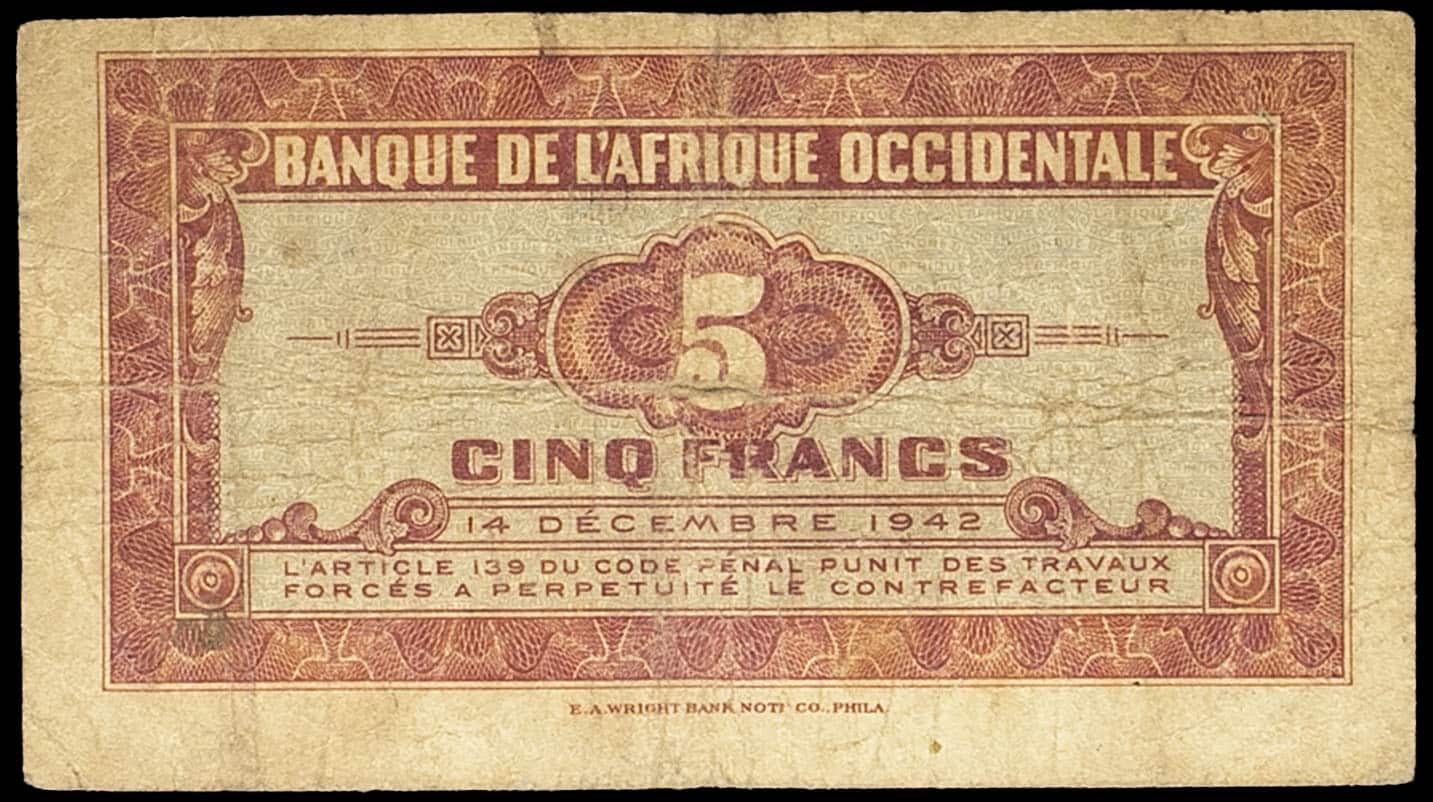 BANQUE DE L'AFRIQUE OCCIDENTALE
5
CINQ FRANCS
14 DÉCEMBRE 1942
L'ARTICLE 139 DU CODE PÉNAL PUNIT DES TRAVAUX
FORCÉS A PERPETUITÉ LE CONTREFACTEUR
E.A.WRIGHT BANK NOTE CO., PHILA.